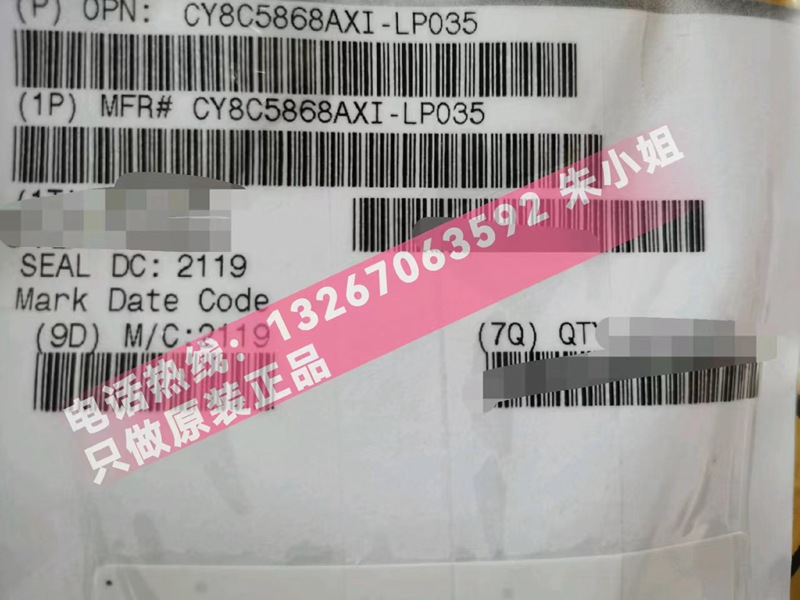 (P) OPN: CY8C5868AXI-LP035
(1P) MFR# CY8C5868AXI-LP035
SEAL DC: 2119
Mark Date Code
(9D) M/C:2119
(7Q) QTY
电话热线：13267063592 朱小姐
只做原装正品